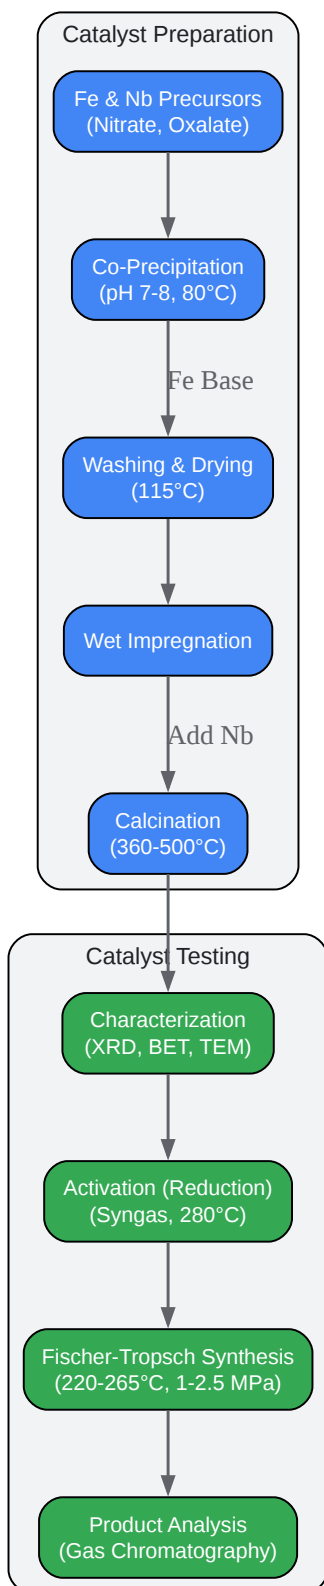 Catalyst Preparation
Fe & Nb Precursors
(Nitrate, Oxalate)
Co-Precipitation
(pH 7-8, 80°C)
Fe Base
Washing & Drying
(115°C)
Wet Impregnation
Add Nb
Calcination
(360-500°C)
Catalyst Testing
Characterization
(XRD, BET, TEM)
Activation (Reduction)
(Syngas, 280°C)
Fischer-Tropsch Synthesis
(220-265°C, 1-2.5 MPa)
Product Analysis
(Gas Chromatography)